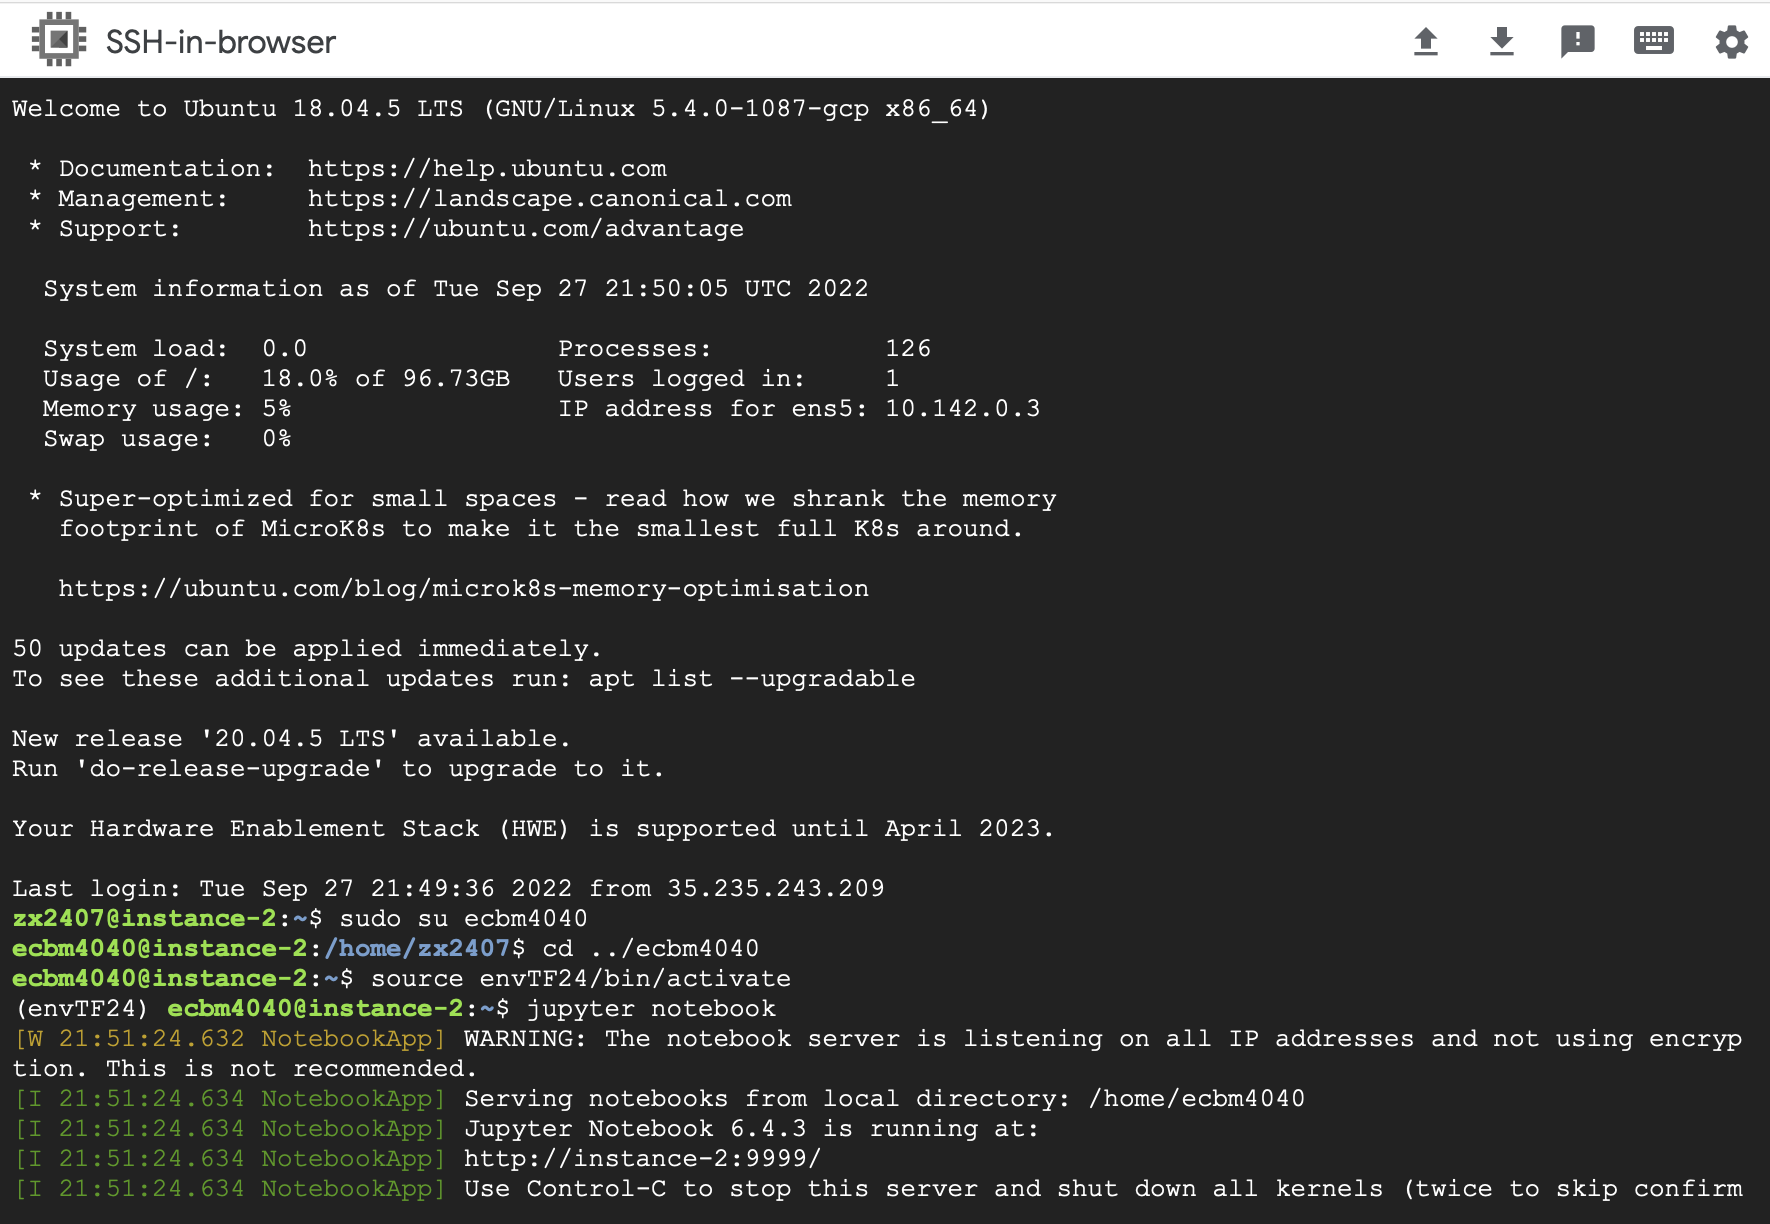 SSH-in-browser
Welcome to Ubuntu 18.04.5 LTS (GNU/Linux 5.4.0-1087-gcp x86_64)
* Documentation:  https://help.ubuntu.com
* Management:     https://landscape.canonical.com
* Support:        https://ubuntu.com/advantage
System information as of Tue Sep 27 21:50:05 UTC 2022
System load:  0.0                Processes:           126
Usage of /:   18.0% of 96.73GB   Users logged in:     1
Memory usage: 5%                 IP address for ens5: 10.142.0.3
Swap usage:   0%
* Super-optimized for small spaces - read how we shrank the memory
footprint of MicroK8s to make it the smallest full K8s around.
https://ubuntu.com/blog/microk8s-memory-optimisation
50 updates can be applied immediately.
To see these additional updates run: apt list --upgradable
New release '20.04.5 LTS' available.
Run 'do-release-upgrade' to upgrade to it.
Your Hardware Enablement Stack (HWE) is supported until April 2023.
Last login: Tue Sep 27 21:49:36 2022 from 35.235.243.209
zx2407@instance-2:~$ sudo su ecbm4040
ecbm4040@instance-2:/home/zx2407$ cd ../ecbm4040
ecbm4040@instance-2:~$ source envTF24/bin/activate
(envTF24) ecbm4040@instance-2:~$ jupyter notebook
[W 21:51:24.632 NotebookApp] WARNING: The notebook server is listening on all IP addresses and not using encryp
tion. This is not recommended.
[I 21:51:24.634 NotebookApp] Serving notebooks from local directory: /home/ecbm4040
[I 21:51:24.634 NotebookApp] Jupyter Notebook 6.4.3 is running at:
[I 21:51:24.634 NotebookApp] http://instance-2:9999/
[I 21:51:24.634 NotebookApp] Use Control-C to stop this server and shut down all kernels (twice to skip confirm